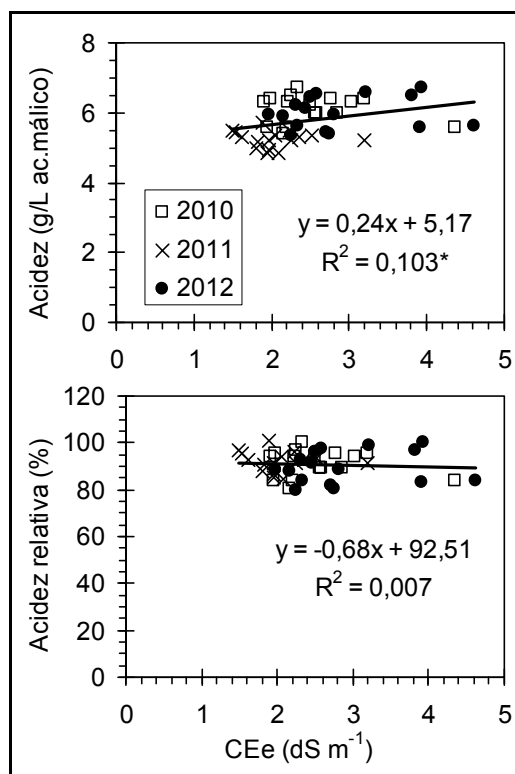 8
6
4
2
0
Acidez (g/L ac.málico)
2010
2011
2012
y = 0,24x + 5,17
R² = 0,103*
0 1 2 3 4 5
120
100
80
60
40
20
0
Acidez relativa (%)
y = -0,68x + 92,51
R² = 0,007
0 1 2 3 4 5
CEe (dS m⁻¹)